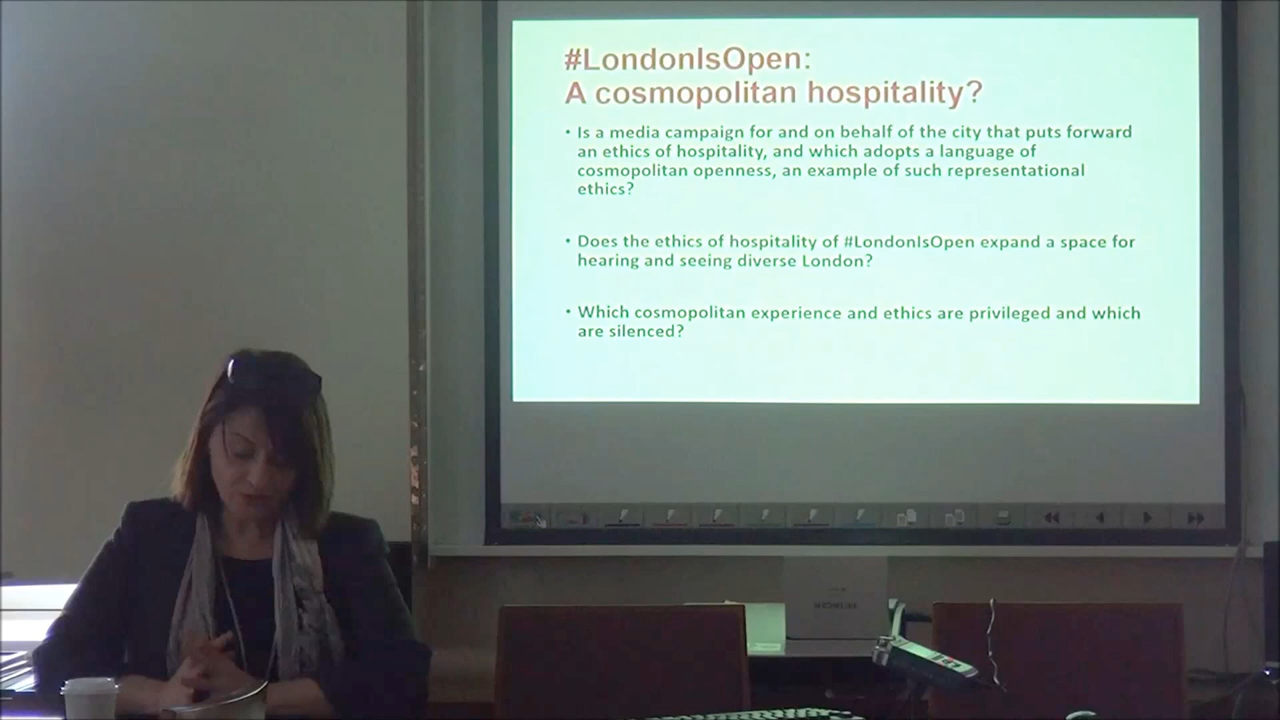 #LondonIsOpen:
A cosmopolitan hospitality?
• Is a media campaign for and on behalf of the city that puts forward
an ethics of hospitality, and which adopts a language of
cosmopolitan openness, an example of such representational
ethics?
• Does the ethics of hospitality of #LondonIsOpen expand a space for
hearing and seeing diverse London?
• Which cosmopolitan experience and ethics are privileged and which
are silenced?